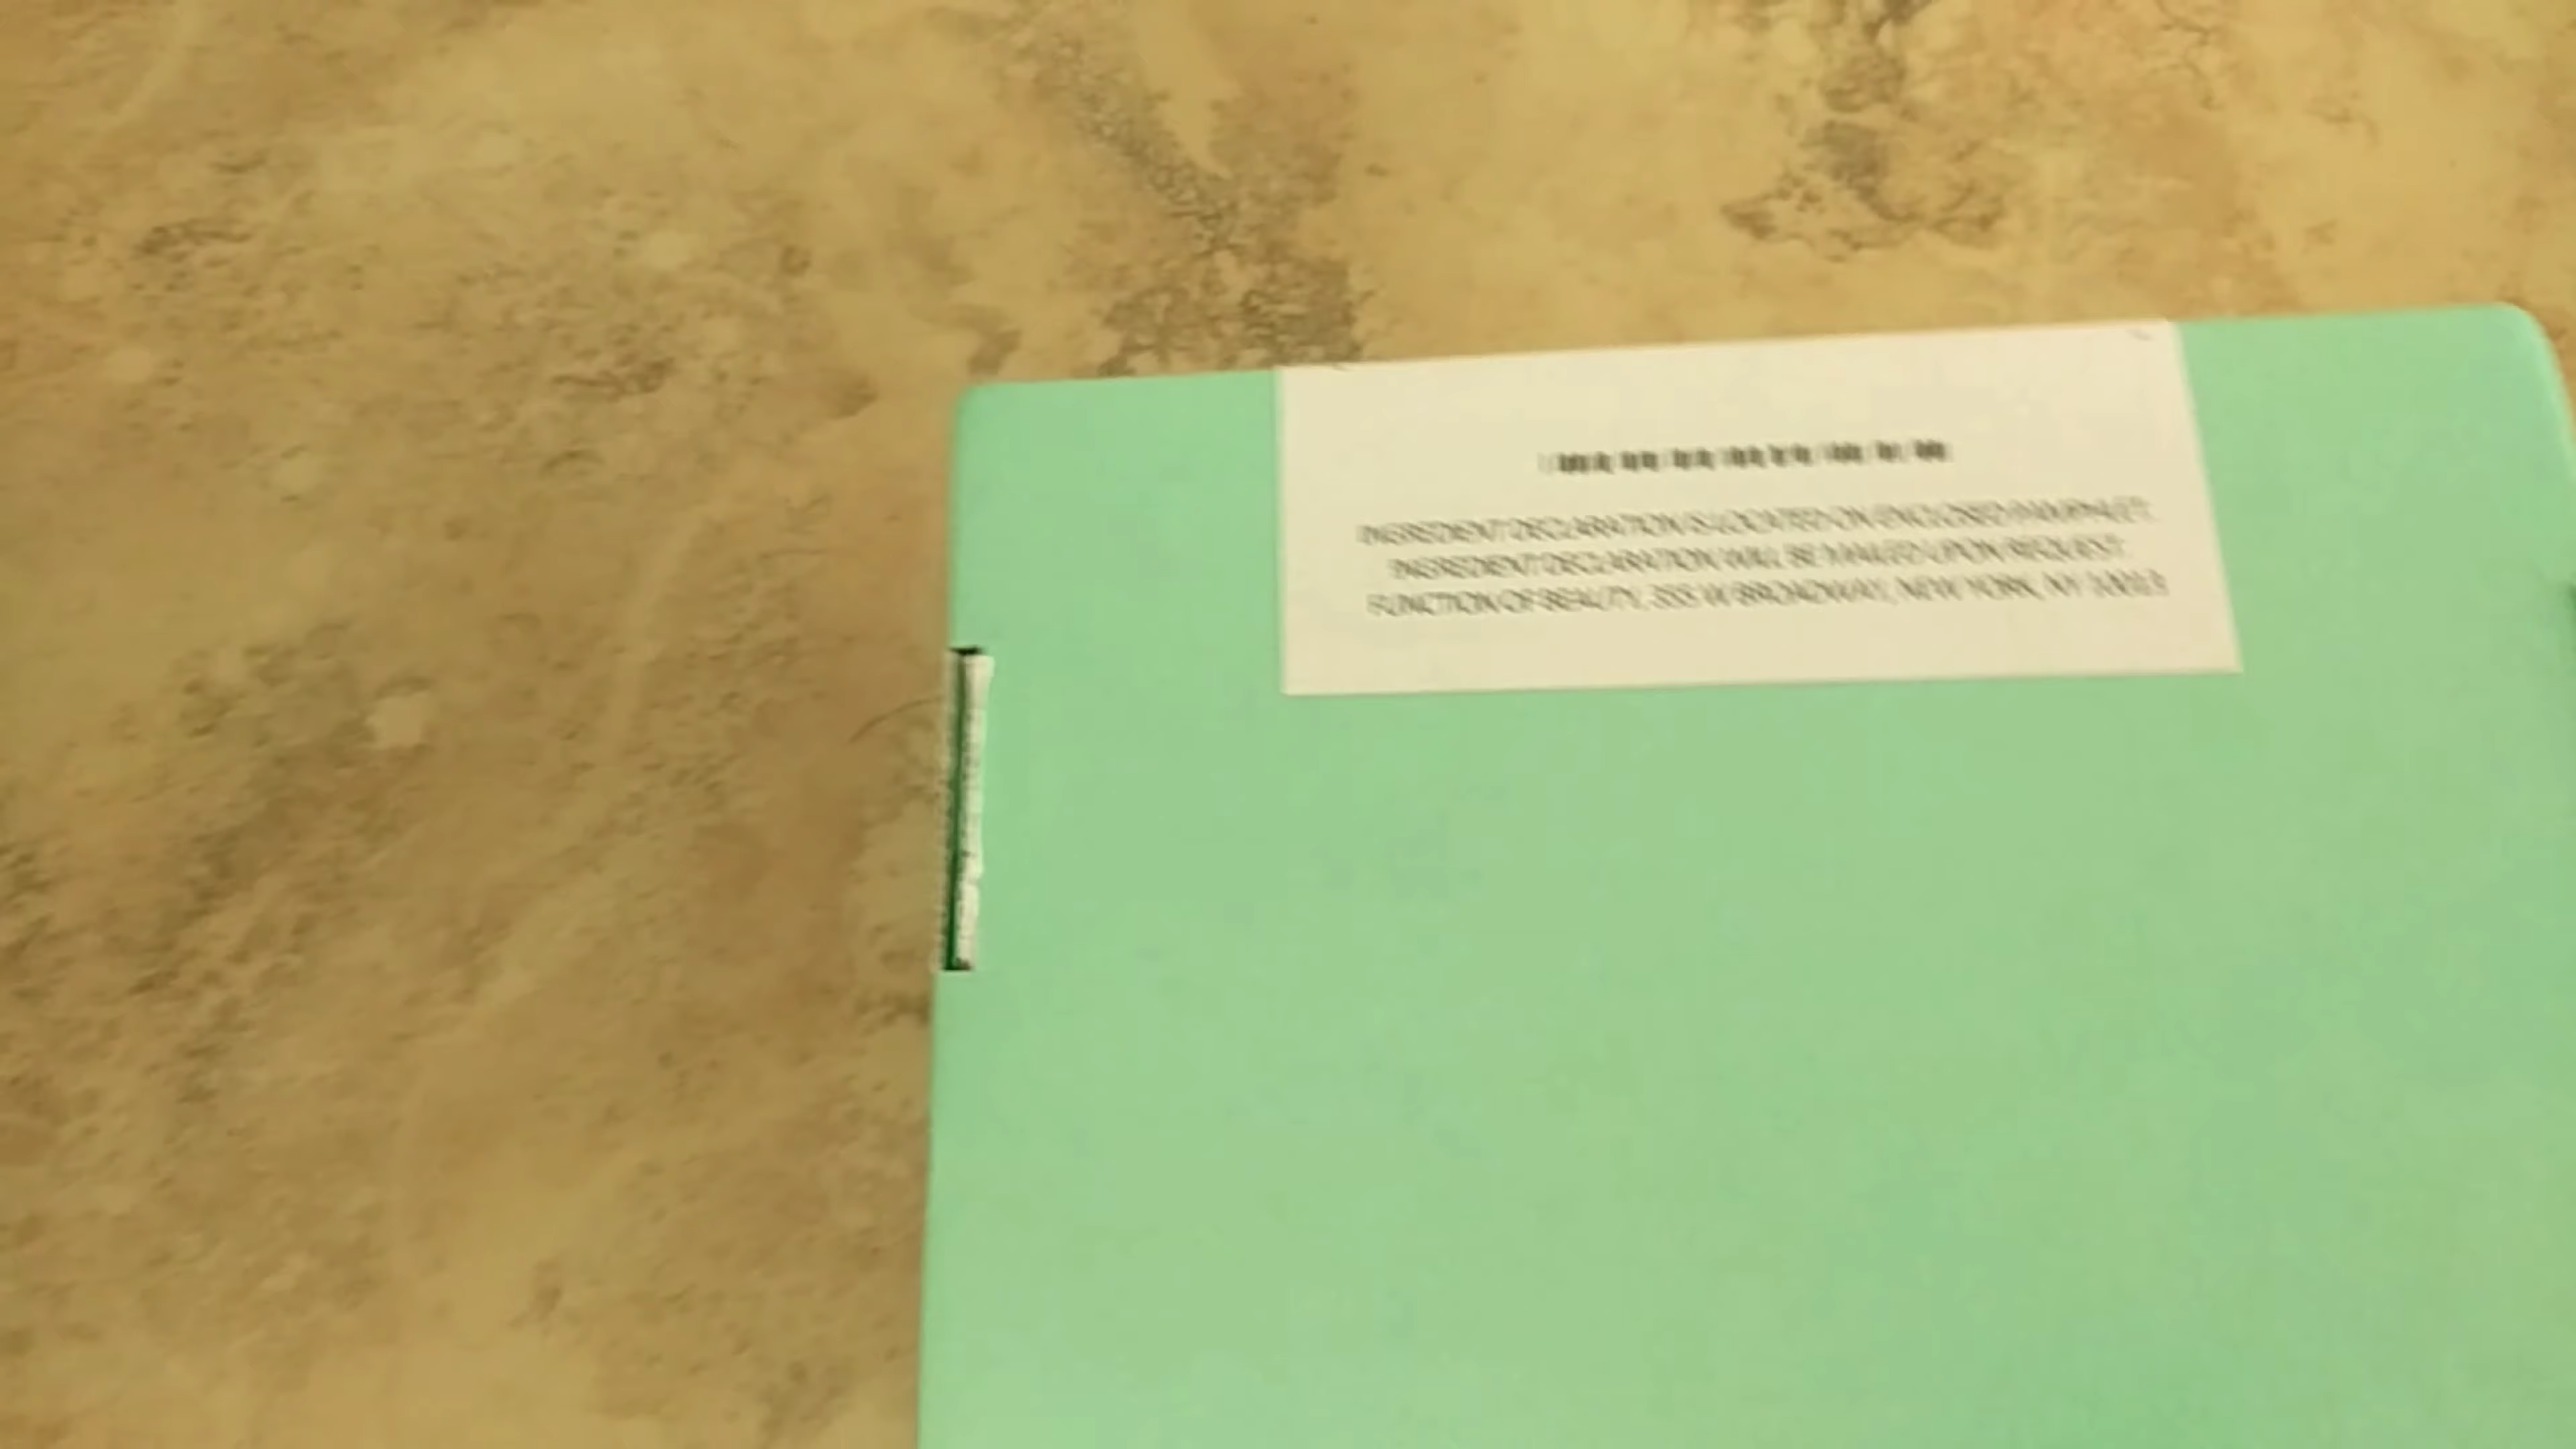 INGREDIENT DECLARATION IS LOCATED ON ENCLOSED PAMPHLET.
INGREDIENT DECLARATION WILL BE MAILED UPON REQUEST
FUNCTION OF BEAUTY, 555 W BROADWAY, NEW YORK, NY